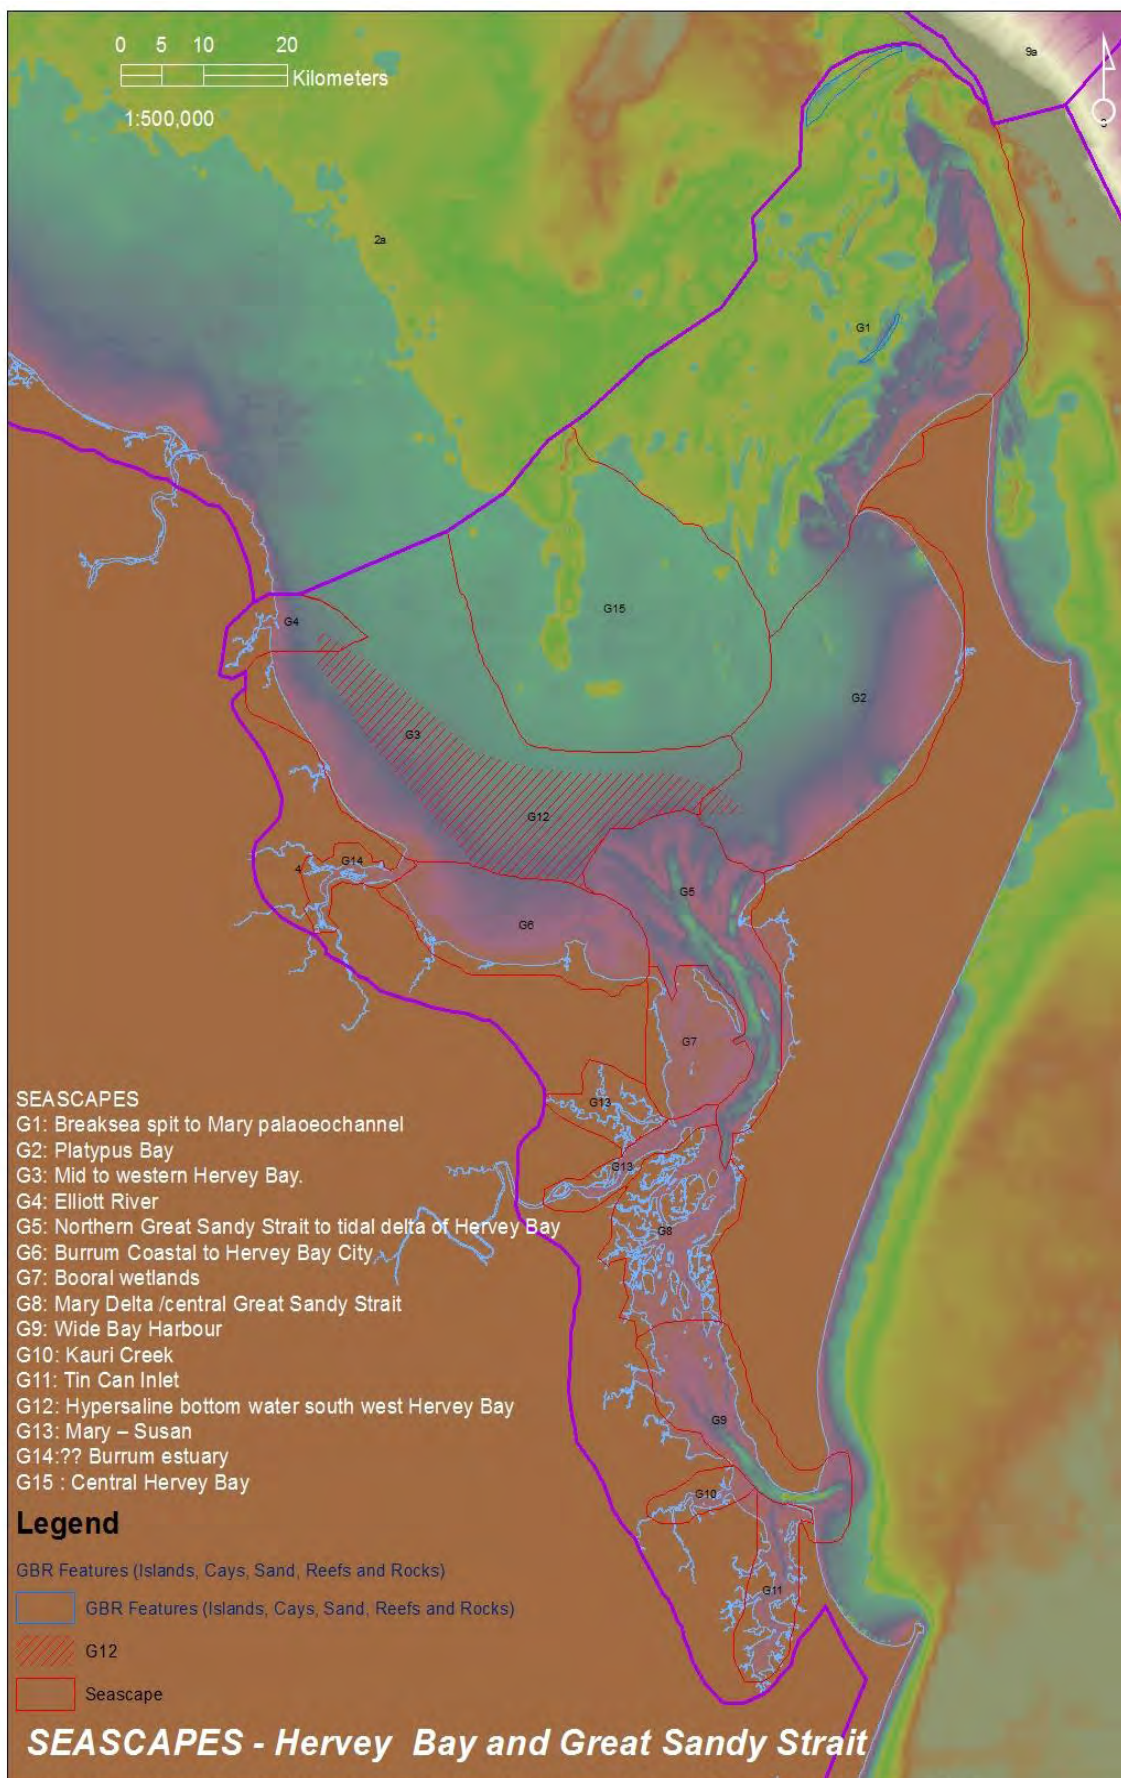 0 5 10 20
Kilometers
1:500,000
9a
3
2a
G1
G4
G15
G2
G3
G12
G14
4
G5
G6
G7
G13
G13
G8
G9
G10
G11
SEASCAPES
G1: Breaksea spit to Mary palaoeochannel
G2: Platypus Bay
G3: Mid to western Hervey Bay.
G4: Elliott River
G5: Northern Great Sandy Strait to tidal delta of Hervey Bay
G6: Burrum Coastal to Hervey Bay City
G7: Booral wetlands
G8: Mary Delta /central Great Sandy Strait
G9: Wide Bay Harbour
G10: Kauri Creek
G11: Tin Can Inlet
G12: Hypersaline bottom water south west Hervey Bay
G13: Mary – Susan
G14:?? Burrum estuary
G15 : Central Hervey Bay
Legend
GBR Features (Islands, Cays, Sand, Reefs and Rocks)
GBR Features (Islands, Cays, Sand, Reefs and Rocks)
G12
Seascape
SEASCAPES - Hervey Bay and Great Sandy Strait